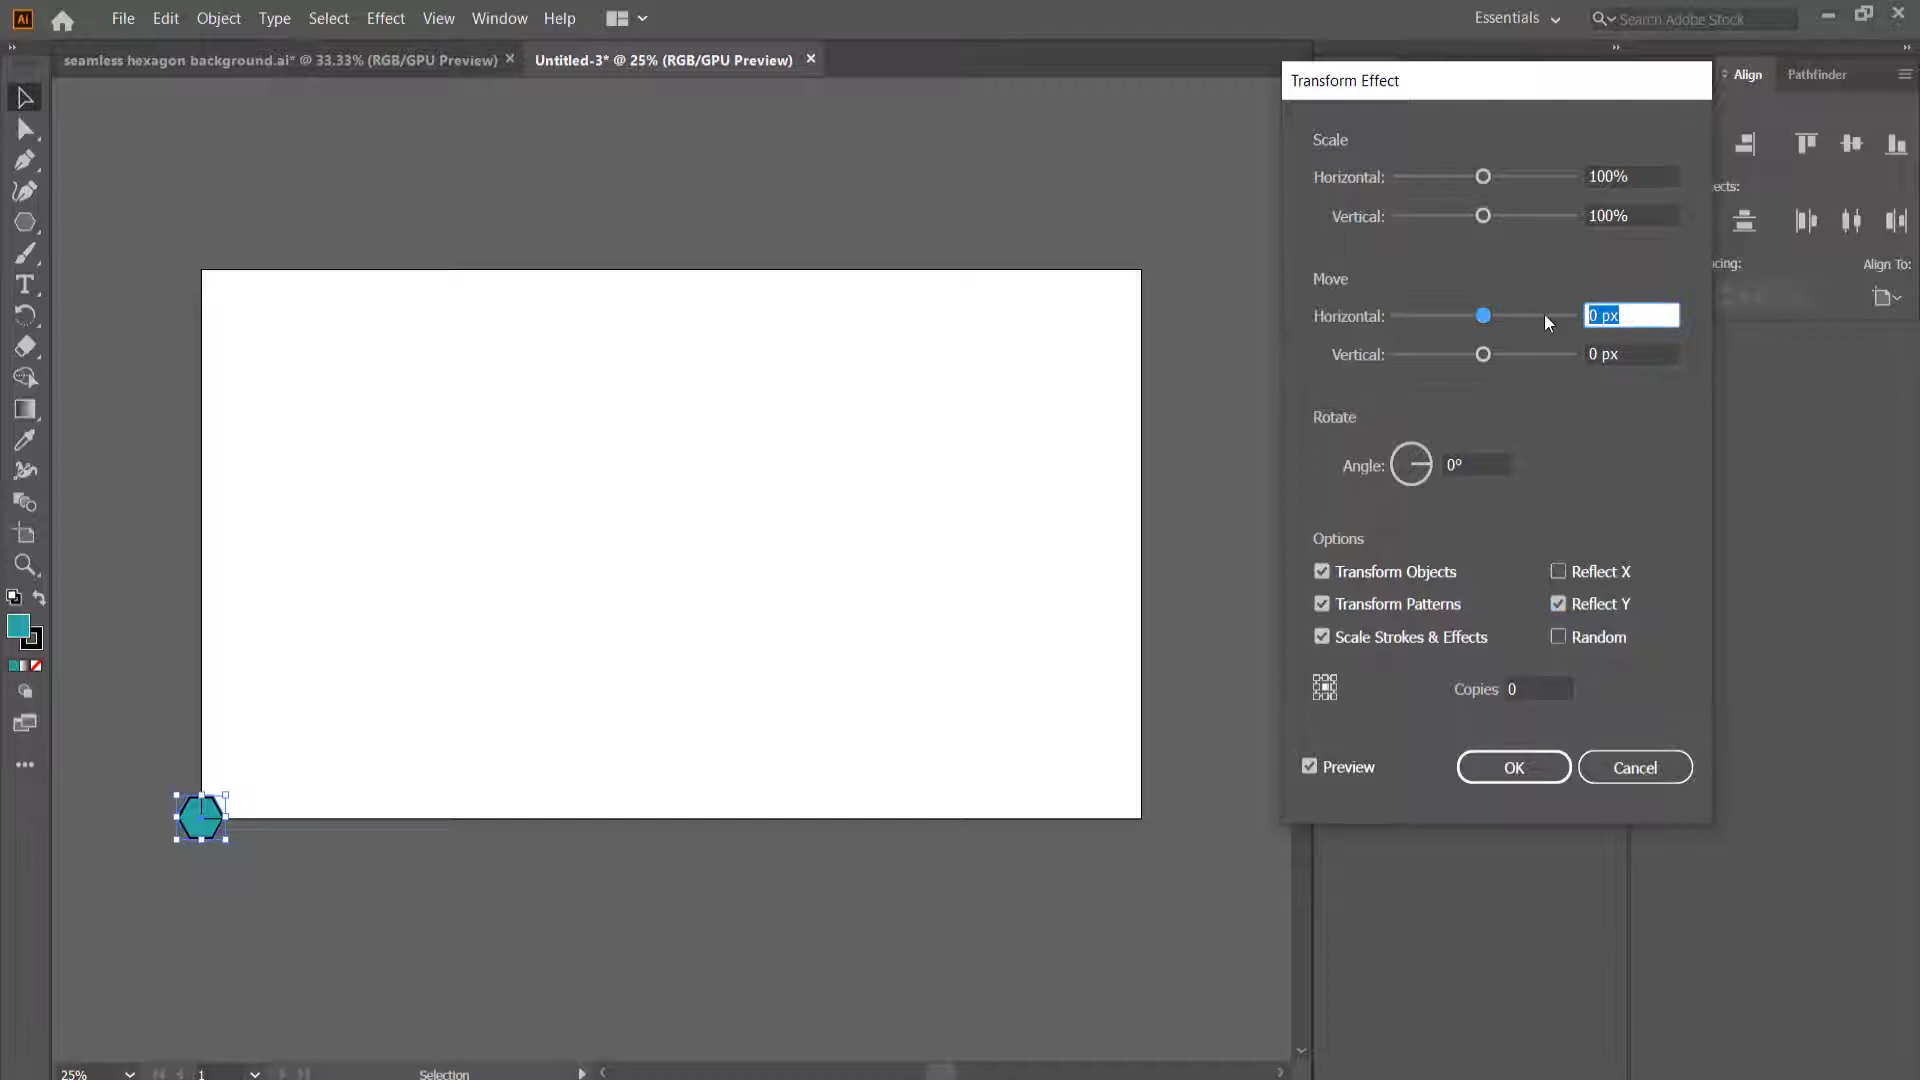 Ai File Edit Object Type Select Effect View Window Help Essentials Search Adobe Stock
seamless hexagon background.ai* @ 33.33% (RGB/GPU Preview) Untitled-3* @ 25% (RGB/GPU Preview)
Transform Effect
Align Pathfinder
Scale
Horizontal: 100%
Vertical: 100%
Move
Horizontal: 0 px
Vertical: 0 px
Rotate
Angle: 0°
Options
Transform Objects Reflect X
Transform Patterns Reflect Y
Scale Strokes & Effects Random
Copies 0
Preview OK Cancel
ects:
cing: Align To:
25% 1 Selection